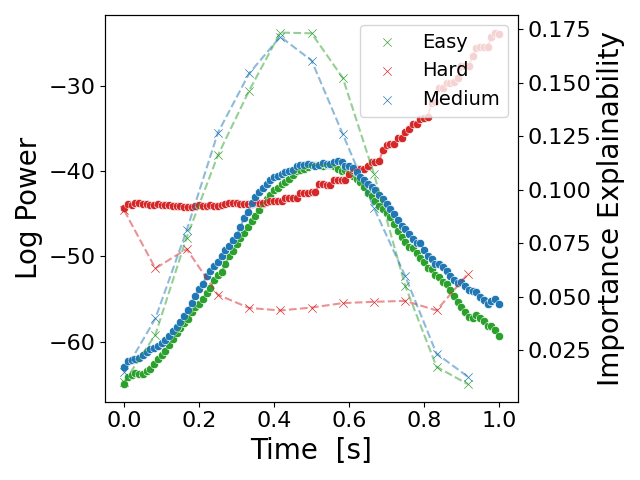 Easy
Hard
Medium
Log Power
−30
−40
−50
−60
0.175
0.150
0.125
0.100
0.075
0.050
0.025
Importance Explainability
0.0 0.2 0.4 0.6 0.8 1.0
Time [s]